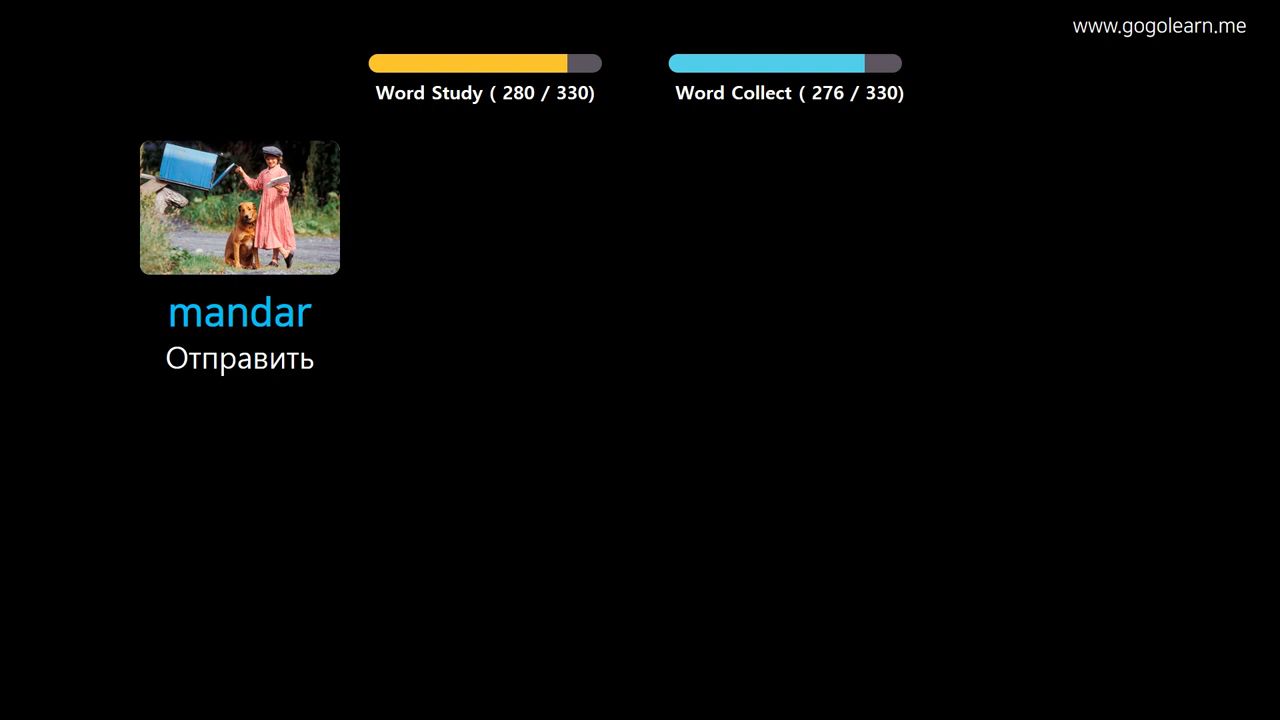 www.gogolearn.me
Word Study ( 280 / 330)
Word Collect ( 276 / 330)
mandar
Отправить